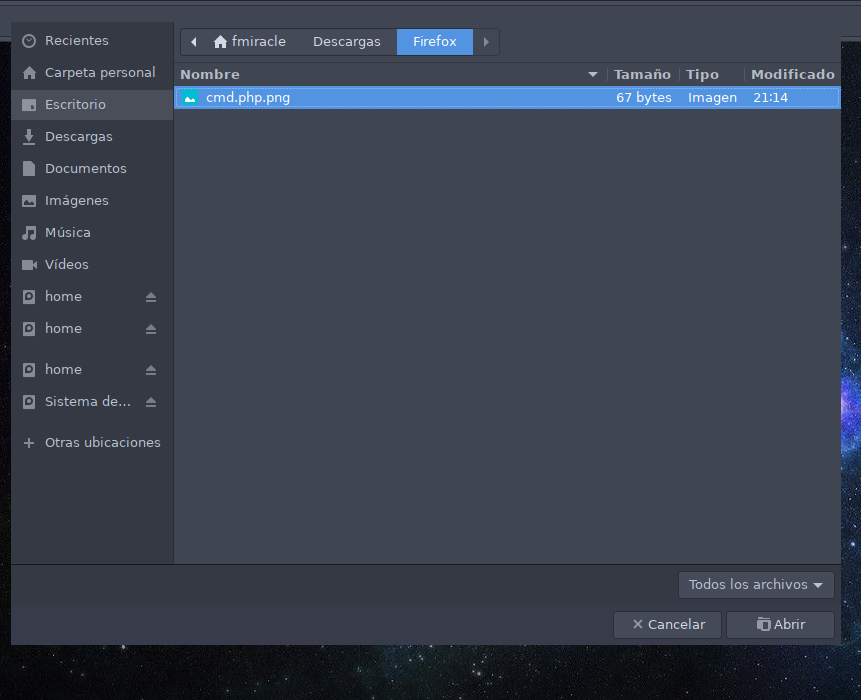 Recientes
Carpeta personal
Escritorio
Descargas
Documentos
Imágenes
Música
Vídeos
home
home
home
Sistema de...
Otras ubicaciones
fmiracle Descargas Firefox
Nombre Tamaño Tipo Modificado
cmd.php.png 67 bytes Imagen 21:14
Todos los archivos
Cancelar Abrir